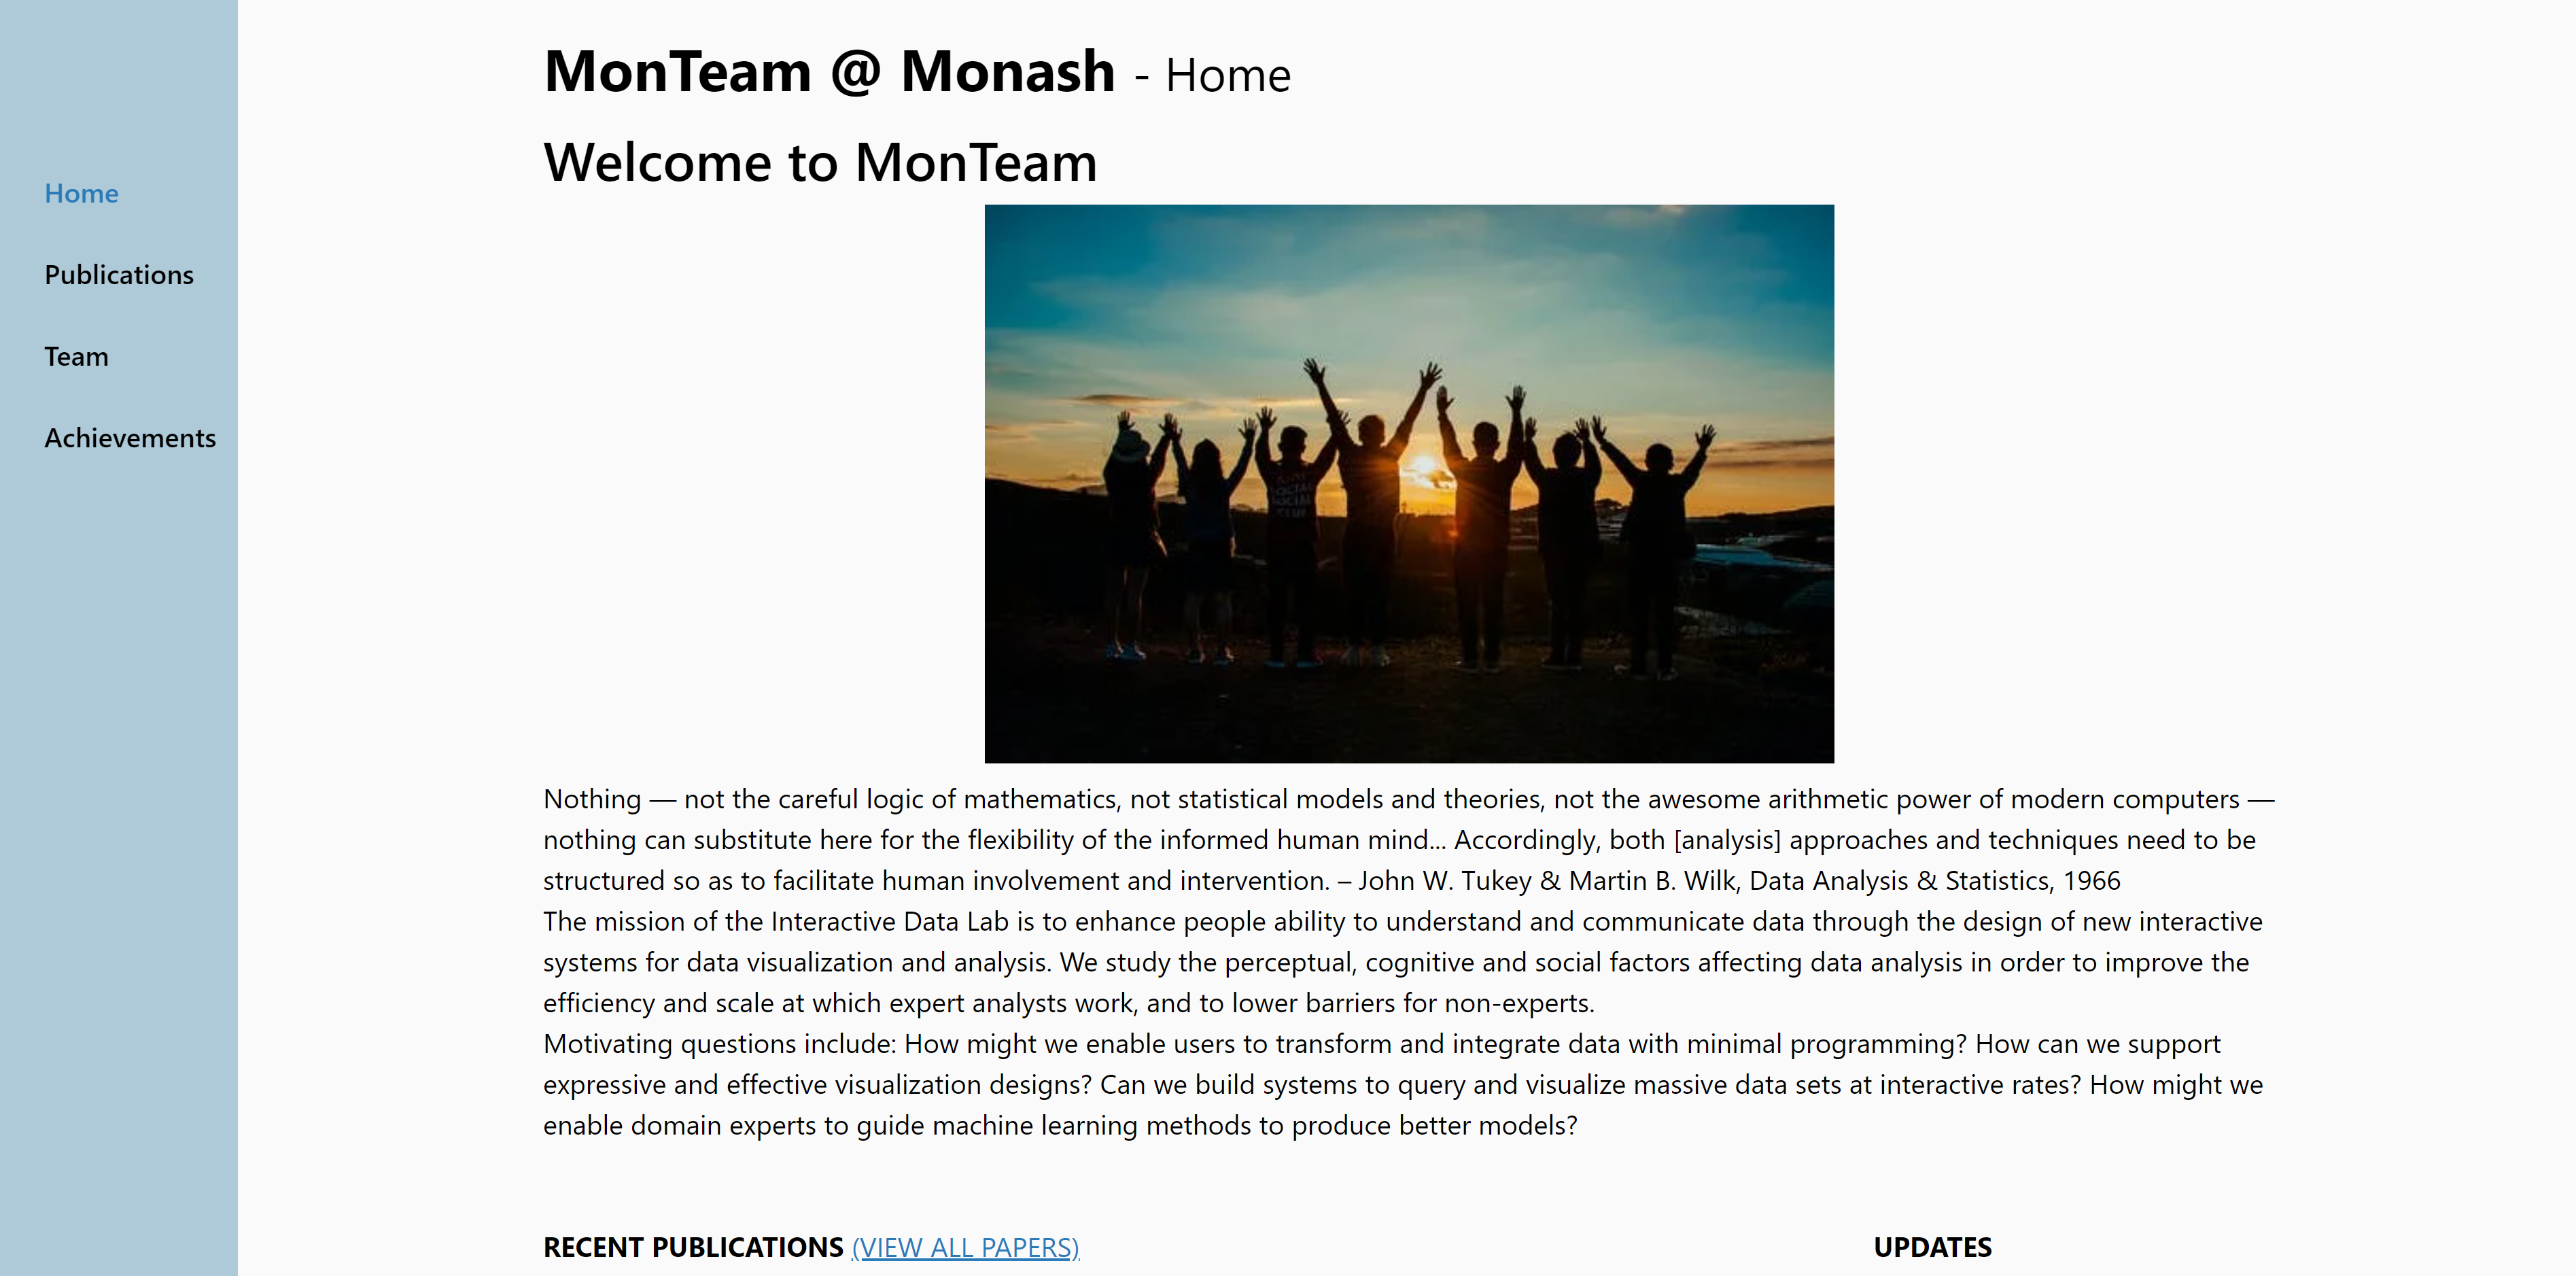 MonTeam @ Monash - Home
Welcome to MonTeam
Home
Publications
Team
Achievements
SOCIAL
SOCIAL
CLUB
Nothing — not the careful logic of mathematics, not statistical models and theories, not the awesome arithmetic power of modern computers —
nothing can substitute here for the flexibility of the informed human mind... Accordingly, both [analysis] approaches and techniques need to be
structured so as to facilitate human involvement and intervention. – John W. Tukey & Martin B. Wilk, Data Analysis & Statistics, 1966
The mission of the Interactive Data Lab is to enhance people ability to understand and communicate data through the design of new interactive
systems for data visualization and analysis. We study the perceptual, cognitive and social factors affecting data analysis in order to improve the
efficiency and scale at which expert analysts work, and to lower barriers for non-experts.
Motivating questions include: How might we enable users to transform and integrate data with minimal programming? How can we support
expressive and effective visualization designs? Can we build systems to query and visualize massive data sets at interactive rates? How might we
enable domain experts to guide machine learning methods to produce better models?
RECENT PUBLICATIONS (VIEW ALL PAPERS)
UPDATES